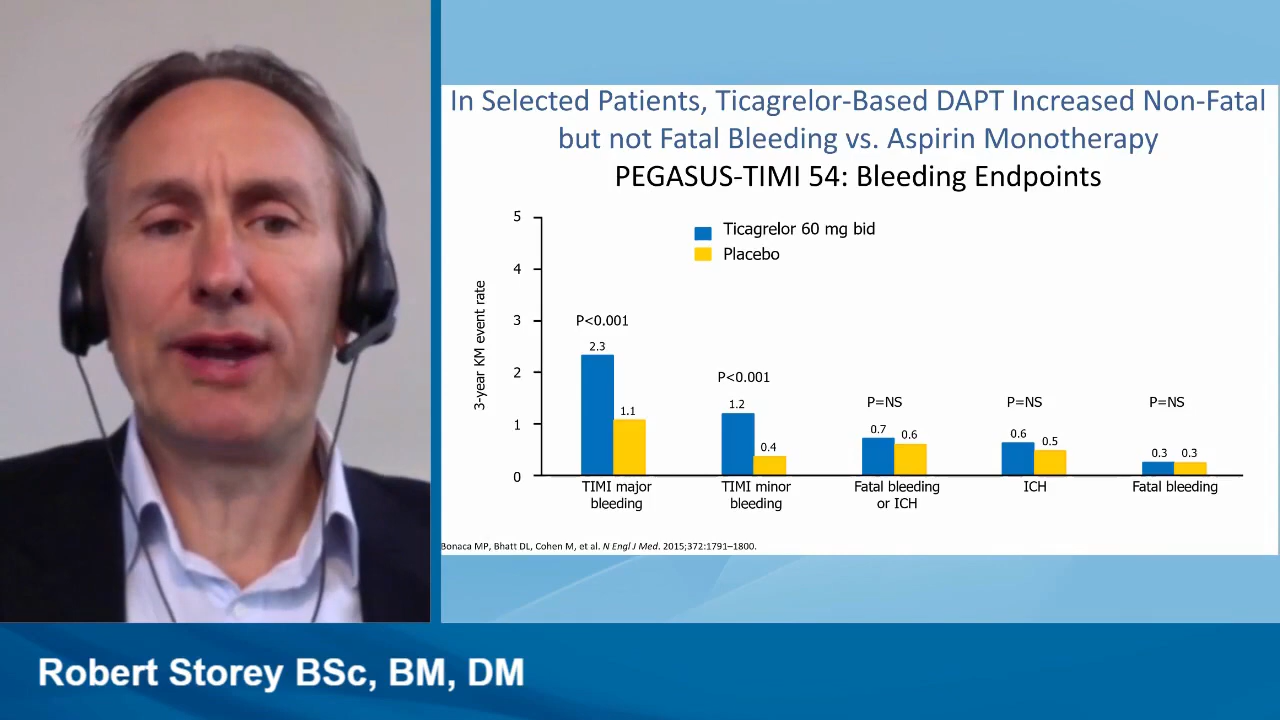 In Selected Patients, Ticagrelor-Based DAPT Increased Non-Fatal
but not Fatal Bleeding vs. Aspirin Monotherapy
PEGASUS-TIMI 54: Bleeding Endpoints
5
4
3
2
1
0
3-year KM event rate
Ticagrelor 60 mg bid
Placebo
P<0.001
2.3
1.1
P<0.001
1.2
0.4
P=NS
0.7
0.6
P=NS
0.6
0.5
P=NS
0.3
0.3
TIMI major
bleeding
TIMI minor
bleeding
Fatal bleeding
or ICH
ICH
Fatal bleeding
Bonaca MP, Bhatt DL, Cohen M, et al. N Engl J Med. 2015;372:1791–1800.
Robert Storey BSc, BM, DM